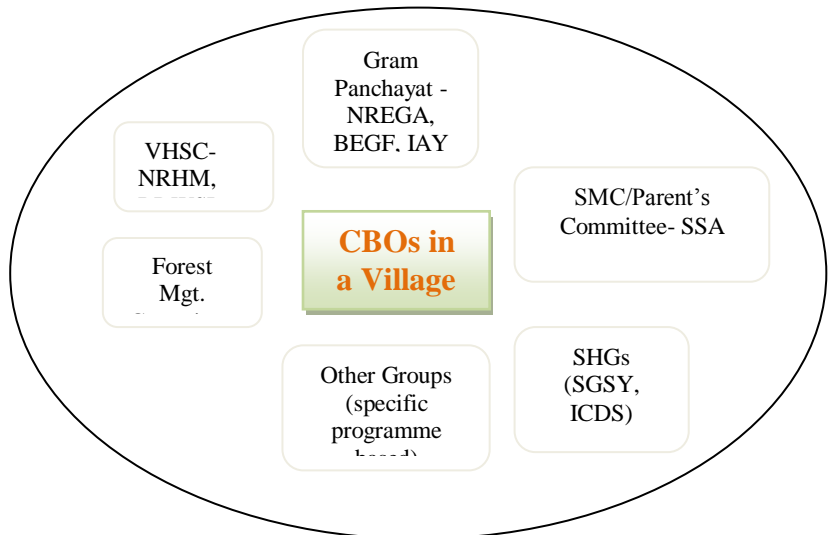 Gram
Panchayat -
NREGA,
BEGF, IAY
VHSC-
NRHM,
SMC/Parent's
Committee- SSA
CBOs in
a Village
Forest
Mgt.
Other Groups
(specific
programme
based)
SHGs
(SGSY,
ICDS)